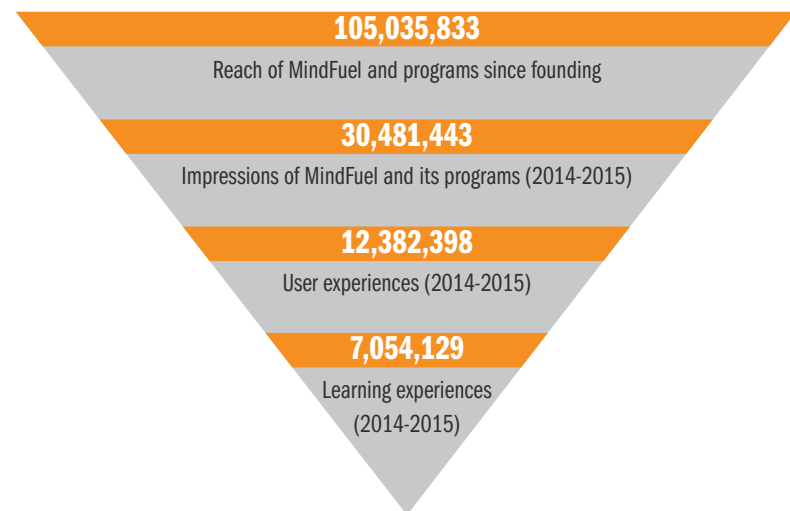 105,035,833
Reach of MindFuel and programs since founding
30,481,443
Impressions of MindFuel and its programs (2014-2015)
12,382,398
User experiences (2014-2015)
7,054,129
Learning experiences
(2014-2015)